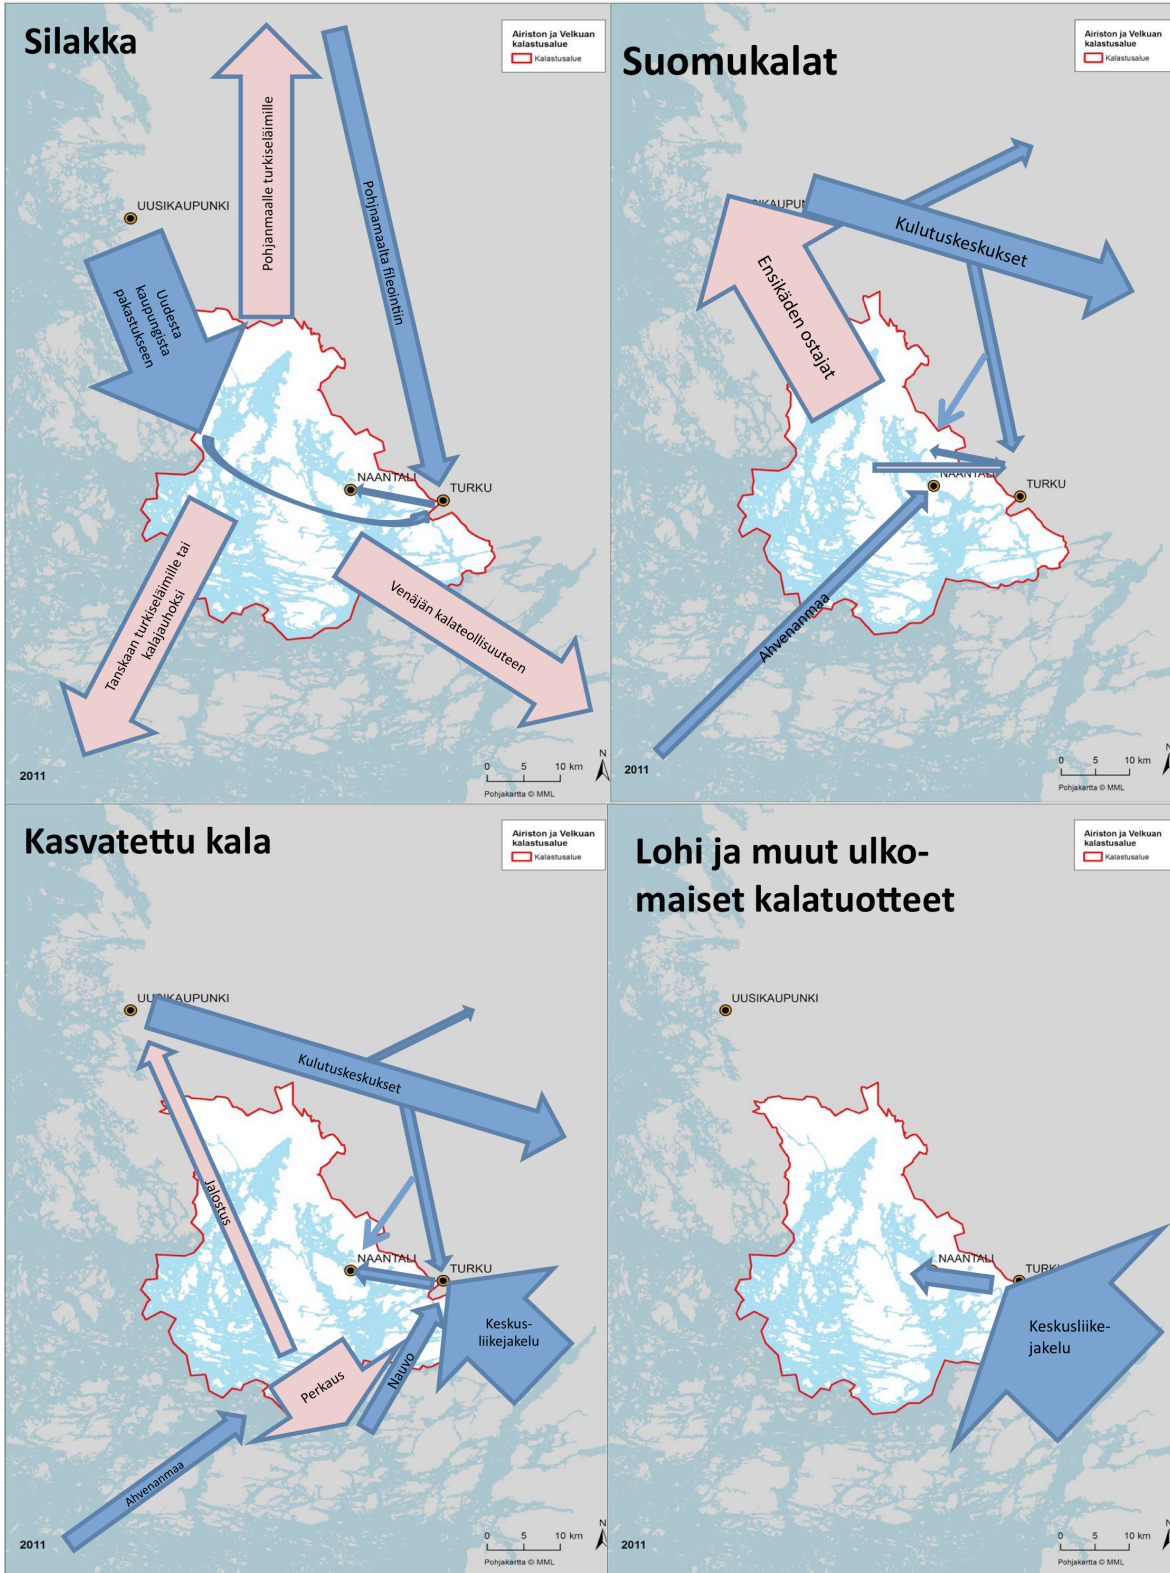 Silakka
Airiston ja Velkuan
kalastusalue
Kalastusalue
Pohjanmaalle turkiseläimille
Pohjnamaalta fileointiin
UUSIKAUPUNKI
Uudesta
kaupungista
pakastukseen
NAANTALI
TURKU
Tanskaan turkiseläimille tai
kalajauhoksi
Venäjän kalateollisuuteen
2011
0 5 10 km
N
Pohjakartta © MML
Suomukalat
Airiston ja Velkuan
kalastusalue
Kalastusalue
Kulutuskeskukset
Ensikäden ostajat
NAANTALI
TURKU
Ahvenanmaa
2011
0 5 10 km
N
Pohjakartta © MML
Kasvatettu kala
Airiston ja Velkuan
kalastusalue
Kalastusalue
UUSIKAUPUNKI
Kulutuskeskukset
Jalostus
NAANTALI
TURKU
Keskus-
liikejakelu
Nauvo
Perkaus
Ahvenanmaa
2011
0 5 10 km
N
Pohjakartta © MML
Lohi ja muut ulko-
maiset kalatuotteet
Airiston ja Velkuan
kalastusalue
Kalastusalue
UUSIKAUPUNKI
NAANTALI
TURKU
Keskusliike-
jakelu
2011
0 5 10 km
N
Pohjakartta © MML